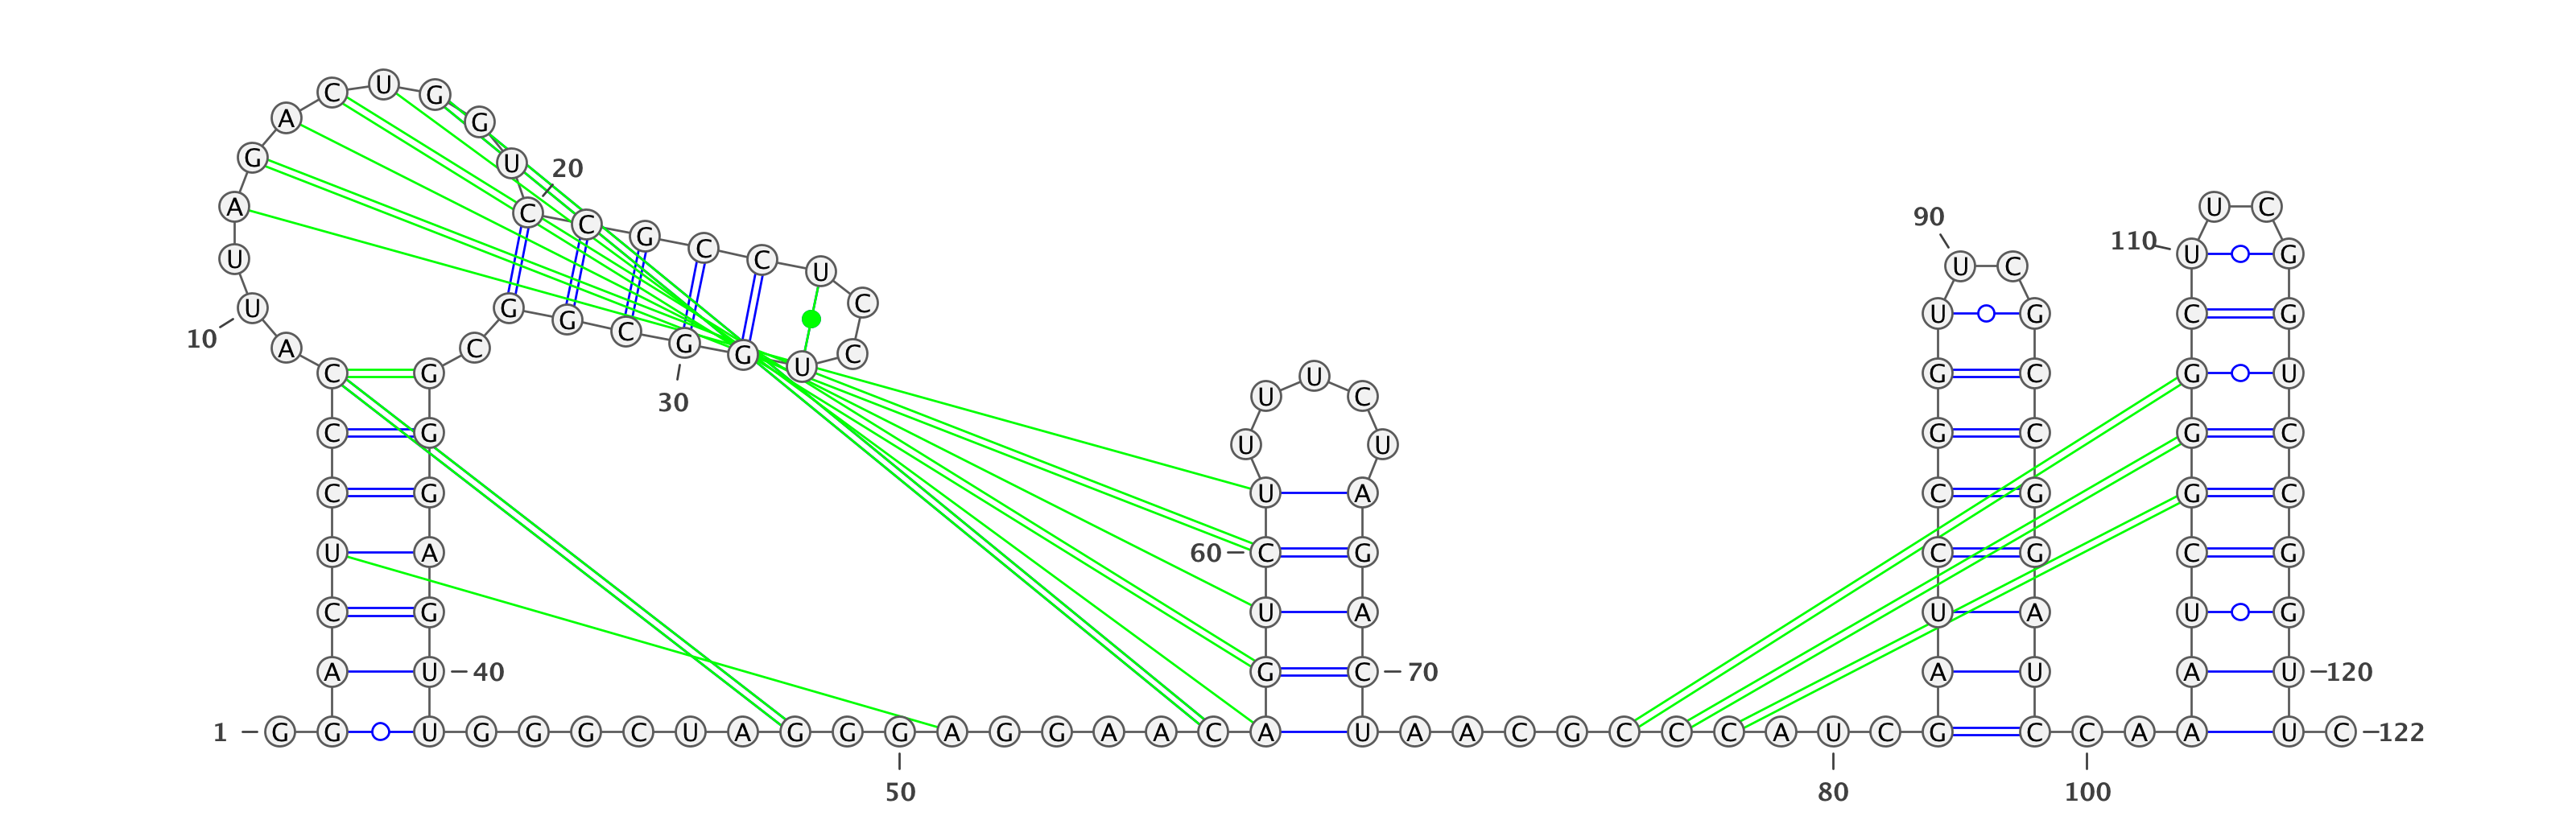 1
G G A C U C C C A U
10
U A G A C U G G U C
20
C G C C U C C U G G
30
C G G C G G G A G U
40
U G G G C U A G G G
50
A G G A A C A G U C
60
U U U U C U A G A C
70
U A A C G C C C A U
80
C G A U C C G G U U
90
C G C C G G A U C C
100
A A A U C G G G C U
110
U C G G U C C G G U
120
U C
122